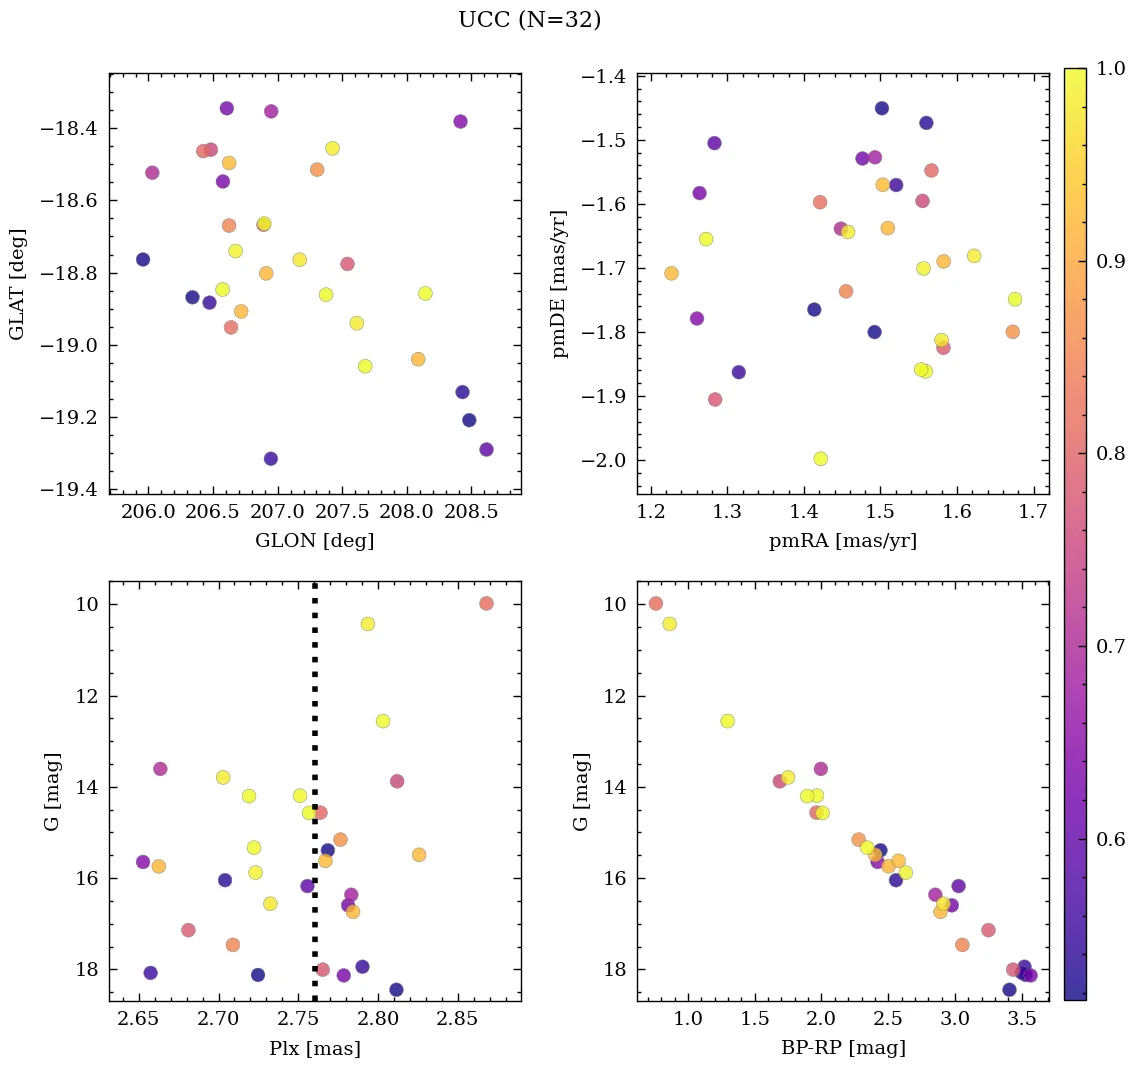 UCC (N=32)
−18.4
−18.6
−18.8
−19.0
−19.2
−19.4
GLAT [deg]
206.0 206.5 207.0 207.5 208.0 208.5
GLON [deg]
−1.4
−1.5
−1.6
−1.7
−1.8
−1.9
−2.0
pmDE [mas/yr]
1.2 1.3 1.4 1.5 1.6 1.7
pmRA [mas/yr]
1.0
0.9
0.8
0.7
0.6
10
12
14
16
18
G [mag]
2.65 2.70 2.75 2.80 2.85
Plx [mas]
10
12
14
16
18
G [mag]
1.0 1.5 2.0 2.5 3.0 3.5
BP-RP [mag]